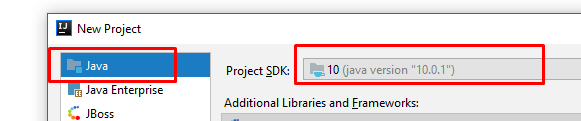 New Project
Java
Project SDK: 10 (java version "10.0.1")
Java Enterprise
Additional Libraries and Frameworks:
JBoss